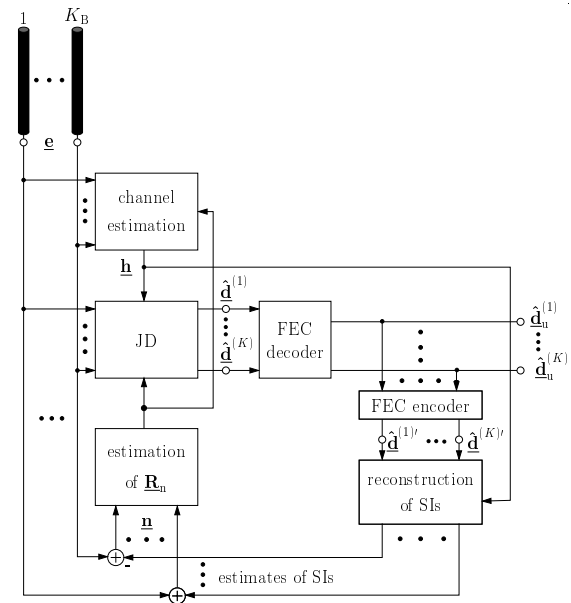 1 K_B
e
channel
estimation
h
d̂^(1)
d̂^(K)
JD
FEC
decoder
d̂_u^(1)
d̂_u^(K)
FEC encoder
d̂^(1)′
d̂^(K)′
estimation
of R_n
reconstruction
of SIs
n
-
estimates of SIs